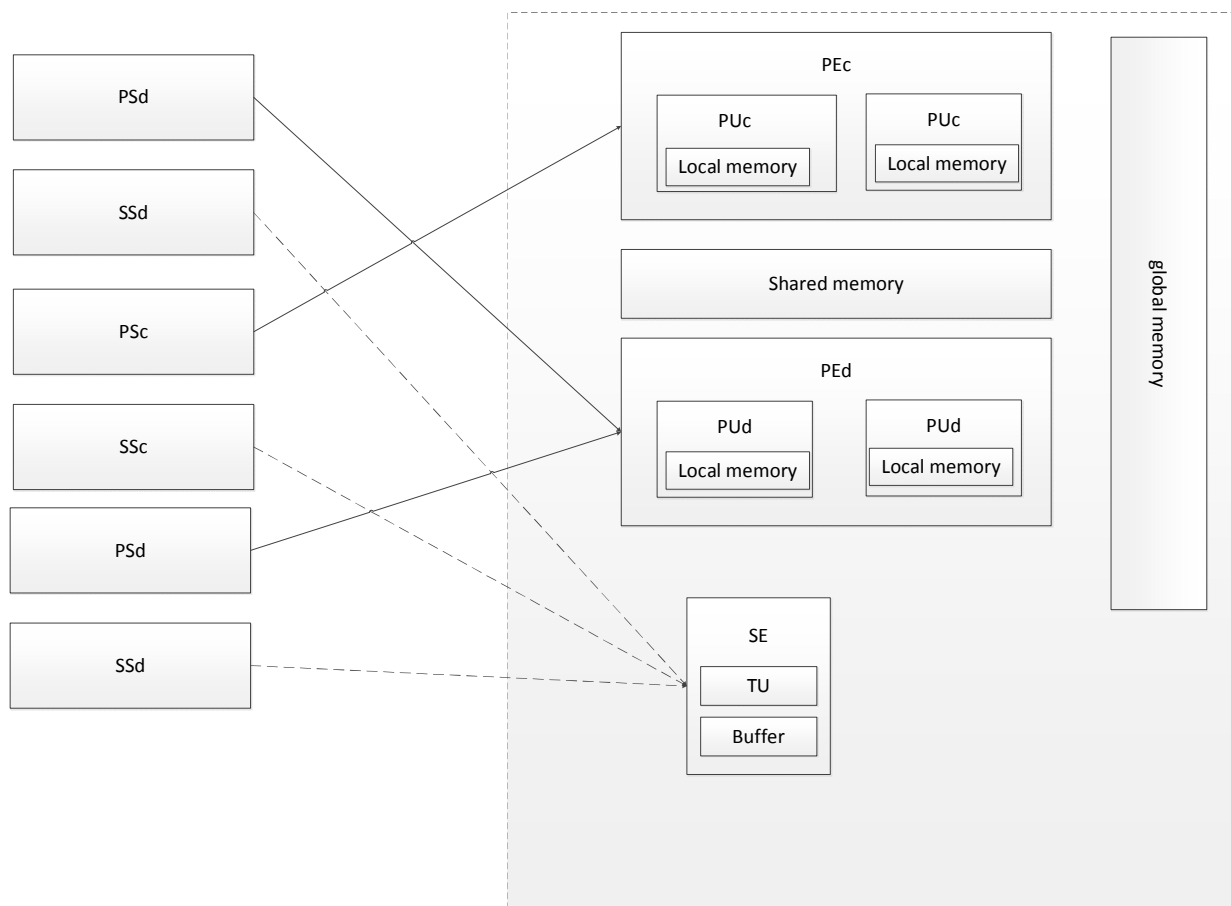 PSd
SSd
PSc
SSc
PSd
SSd
PEc
PUc
Local memory
PUc
Local memory
Shared memory
PEd
PUd
Local memory
PUd
Local memory
SE
TU
Buffer
global memory